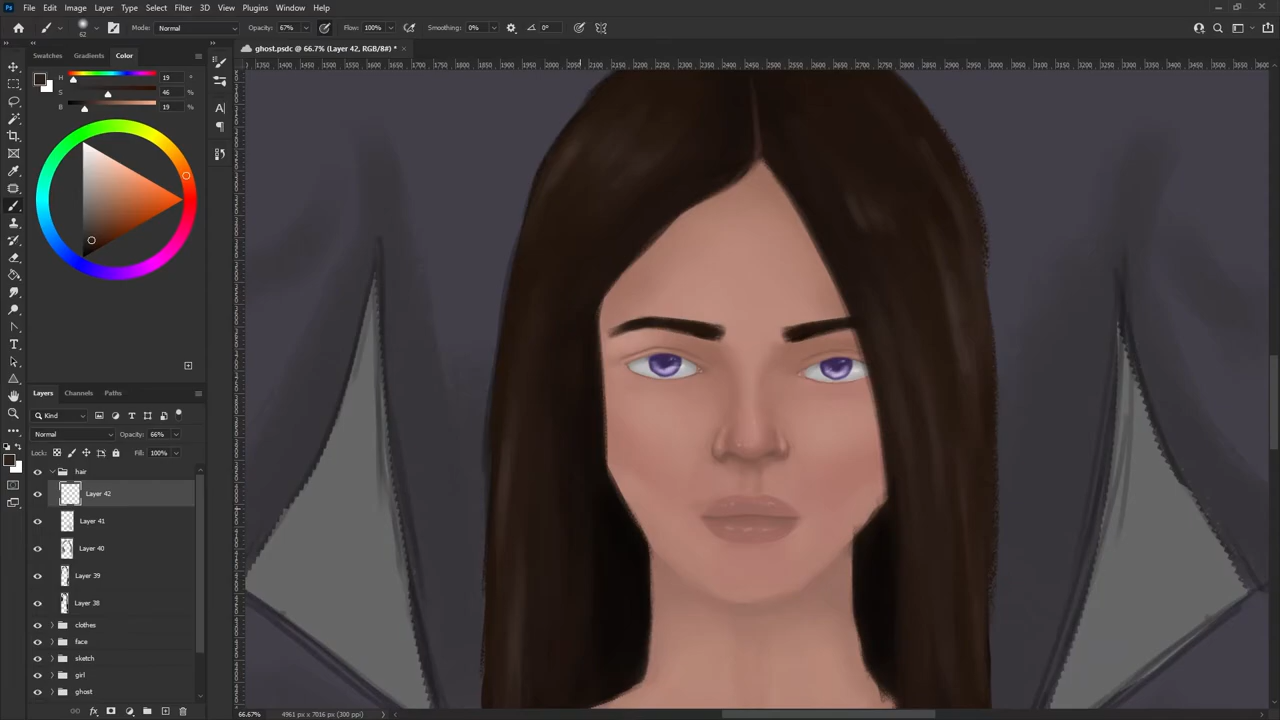 File Edit Image Layer Type Select Filter 3D View Plugins Window Help
62 Mode: Normal Opacity: 67% Flow: 100% Smoothing: 0% 0°
Swatches Gradients Color
ghost.psdc @ 66.7% (Layer 42, RGB/8#) *
H 19 °
S 46 %
B 19 %
Layers Channels Paths
Kind
Normal Opacity: 66%
Lock: Fill: 100%
hair
Layer 42
Layer 41
Layer 40
Layer 39
Layer 38
clothes
face
sketch
girl
ghost
66.67% 4961 px x 7016 px (300 ppi)